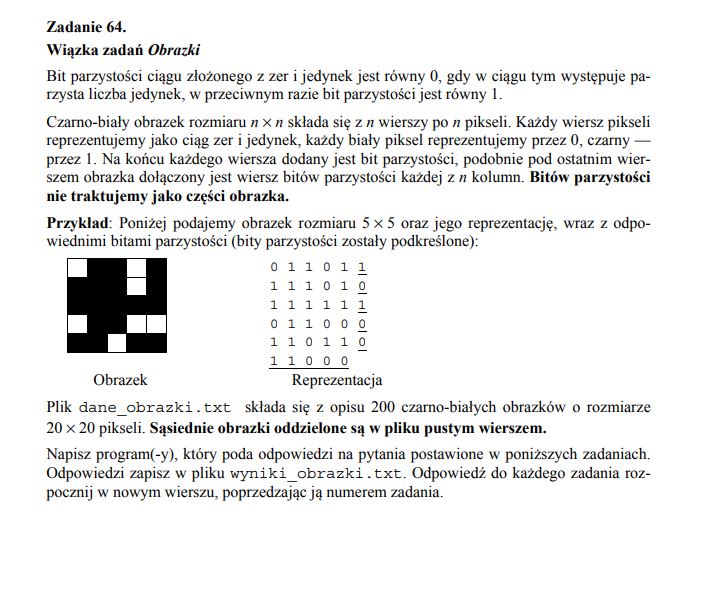 Zadanie 64.
Wiązka zadań Obrazki
Bit parzystości ciągu złożonego z zer i jedynek jest równy 0, gdy w ciągu tym występuje pa-
rzysta liczba jedynek, w przeciwnym razie bit parzystości jest równy 1.
Czarno-biały obrazek rozmiaru n × n składa się z n wierszy po n pikseli. Każdy wiersz pikseli
reprezentujemy jako ciąg zer i jedynek, każdy biały piksel reprezentujemy przez 0, czarny —
przez 1. Na końcu każdego wiersza dodany jest bit parzystości, podobnie pod ostatnim wier-
szem obrazka dołączony jest wiersz bitów parzystości każdej z n kolumn. Bitów parzystości
nie traktujemy jako części obrazka.
Przykład: Poniżej podajemy obrazek rozmiaru 5 × 5 oraz jego reprezentację, wraz z odpo-
wiednimi bitami parzystości (bity parzystości zostały podkreślone):
0 1 1 0 1 1
1 1 1 0 1 0
1 1 1 1 1 1
0 1 1 0 0 0
1 1 0 1 1 0
1 1 0 0 0
Obrazek Reprezentacja
Plik dane_obrazki.txt składa się z opisu 200 czarno-białych obrazków o rozmiarze
20 × 20 pikseli. Sąsiednie obrazki oddzielone są w pliku pustym wierszem.
Napisz program(-y), który poda odpowiedzi na pytania postawione w poniższych zadaniach.
Odpowiedzi zapisz w pliku wyniki_obrazki.txt. Odpowiedź do każdego zadania roz-
pocznij w nowym wierszu, poprzedzając ją numerem zadania.